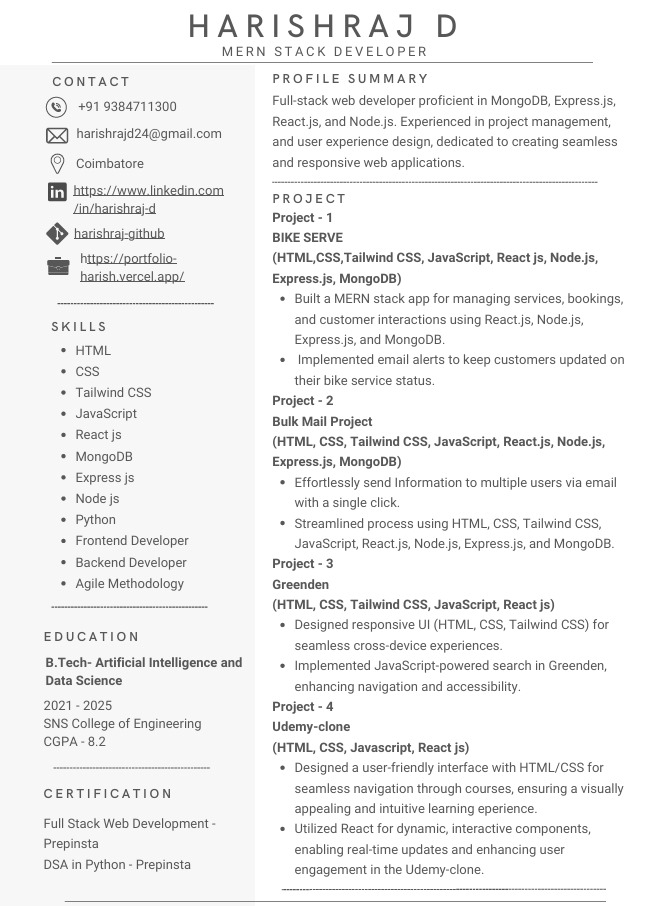 HARISHRAJ D
MERN STACK DEVELOPER
CONTACT
+91 9384711300
harishrajd24@gmail.com
Coimbatore
https://www.linkedin.com
/in/harishraj-d
harishraj-github
https://portfolio-
harish.vercel.app/
SKILLS
HTML
CSS
Tailwind CSS
JavaScript
React js
MongoDB
Express js
Node js
Python
Frontend Developer
Backend Developer
Agile Methodology
EDUCATION
B.Tech- Artificial Intelligence and
Data Science
2021 - 2025
SNS College of Engineering
CGPA - 8.2
CERTIFICATION
Full Stack Web Development -
Prepinsta
DSA in Python - Prepinsta
PROFILE SUMMARY
Full-stack web developer proficient in MongoDB, Express.js,
React.js, and Node.js. Experienced in project management,
and user experience design, dedicated to creating seamless
and responsive web applications.
PROJECT
Project - 1
BIKE SERVE
(HTML,CSS,Tailwind CSS, JavaScript, React js, Node.js,
Express.js, MongoDB)
Built a MERN stack app for managing services, bookings,
and customer interactions using React.js, Node.js,
Express.js, and MongoDB.
Implemented email alerts to keep customers updated on
their bike service status.
Project - 2
Bulk Mail Project
(HTML, CSS, Tailwind CSS, JavaScript, React.js, Node.js,
Express.js, MongoDB)
Effortlessly send Information to multiple users via email
with a single click.
Streamlined process using HTML, CSS, Tailwind CSS,
JavaScript, React.js, Node.js, Express.js, and MongoDB.
Project - 3
Greenden
(HTML, CSS, Tailwind CSS, JavaScript, React js)
Designed responsive UI (HTML, CSS, Tailwind CSS) for
seamless cross-device experiences.
Implemented JavaScript-powered search in Greenden,
enhancing navigation and accessibility.
Project - 4
Udemy-clone
(HTML, CSS, Javascript, React js)
Designed a user-friendly interface with HTML/CSS for
seamless navigation through courses, ensuring a visually
appealing and intuitive learning eperience.
Utilized React for dynamic, interactive components,
enabling real-time updates and enhancing user
engagement in the Udemy-clone.